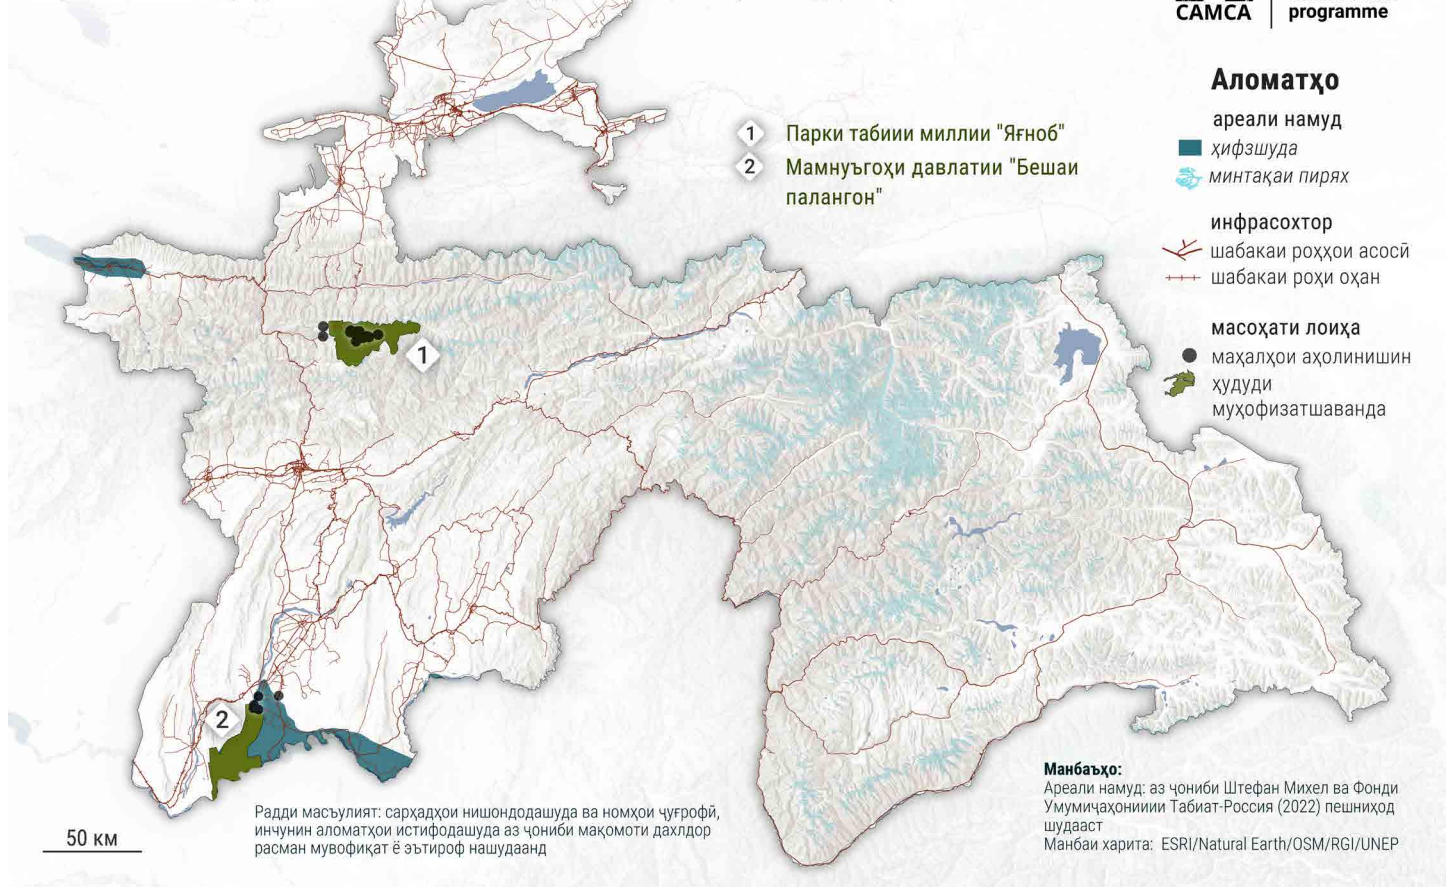 САМСА
programme
Аломатҳо
ареали намуд
ҳифзшуда
минтақаи пирях
инфрасохтор
шабакаи роҳҳои асосӣ
шабакаи роҳи оҳан
масоҳати лоиҳа
маҳалҳои аҳолинишин
ҳудуди
муҳофизатшаванда
1 Парки табиии миллии "Яғноб"
2 Мамнуъгоҳи давлатии "Бешаи
палангон"
1
2
50 км
Радди масъулият: сарҳадҳои нишондодашуда ва номҳои ҷуғрофӣ,
инчунин аломатҳои истифодашуда аз ҷониби мақомоти дахлдор
расман мувофиқат ё эътироф нашудаанд
Манбаъҳо:
Ареали намуд: аз ҷониби Штефан Михел ва Фонди
Умумиҷаҳонииии Табиат-Россия (2022) пешниҳод
шудааст
Манбаи харита: ESRI/Natural Earth/OSM/RGI/UNEP